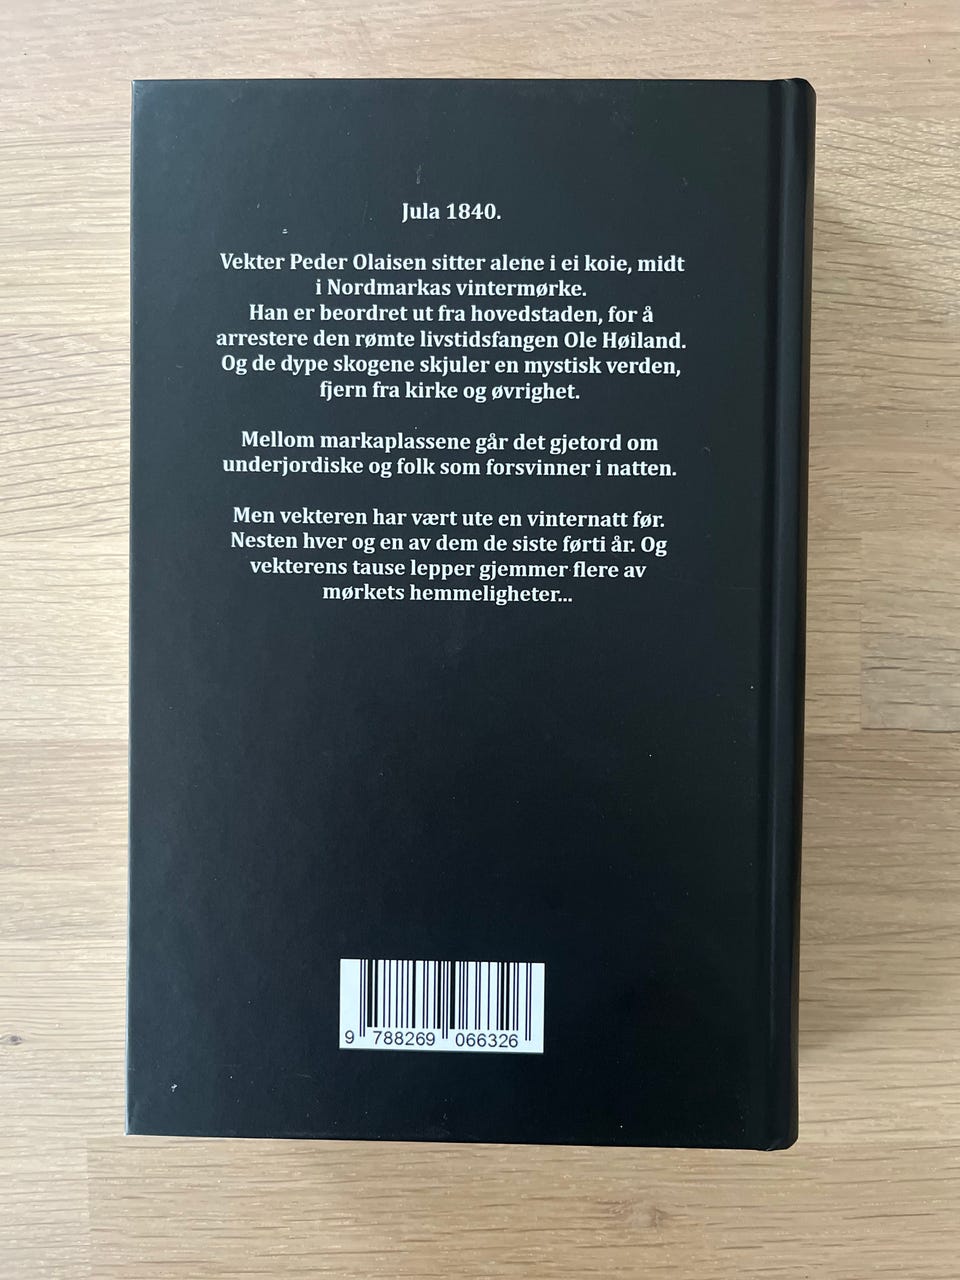 Jula 1840.
Vekter Peder Olaisen sitter alene i ei koie, midt
i Nordmarkas vintermørke.
Han er beordret ut fra hovedstaden, for å
arrestere den rømte livstidsfangen Ole Høiland.
Og de dype skogene skjuler en mystisk verden,
fjern fra kirke og øvrighet.
Mellom markaplassene går det gjetord om
underjordiske og folk som forsvinner i natten.
Men vekteren har vært ute en vinternatt før.
Nesten hver og en av dem de siste førti år. Og
vekterens tause lepper gjemmer flere av
mørkets hemmeligheter...
9 788269 066326